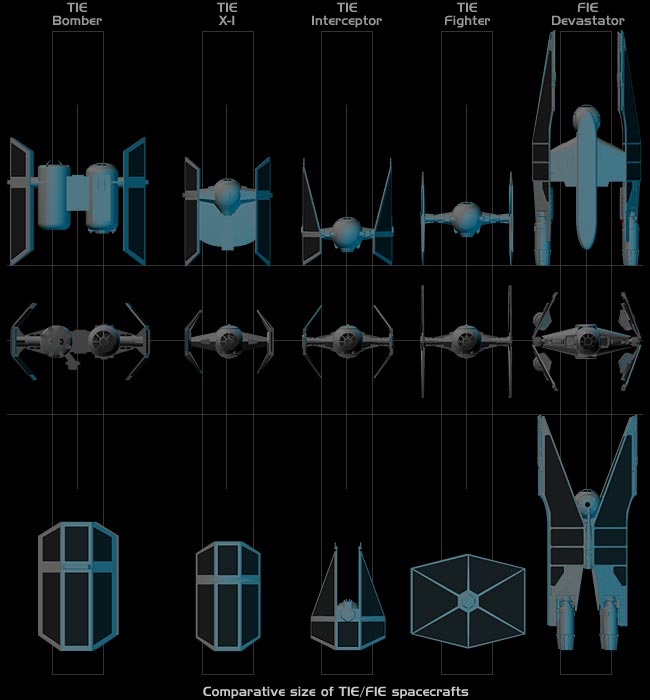 TIE
Bomber
TIE
X-I
TIE
Interceptor
TIE
Fighter
FIE
Devastator
Comparative size of TIE/FIE spacecrafts